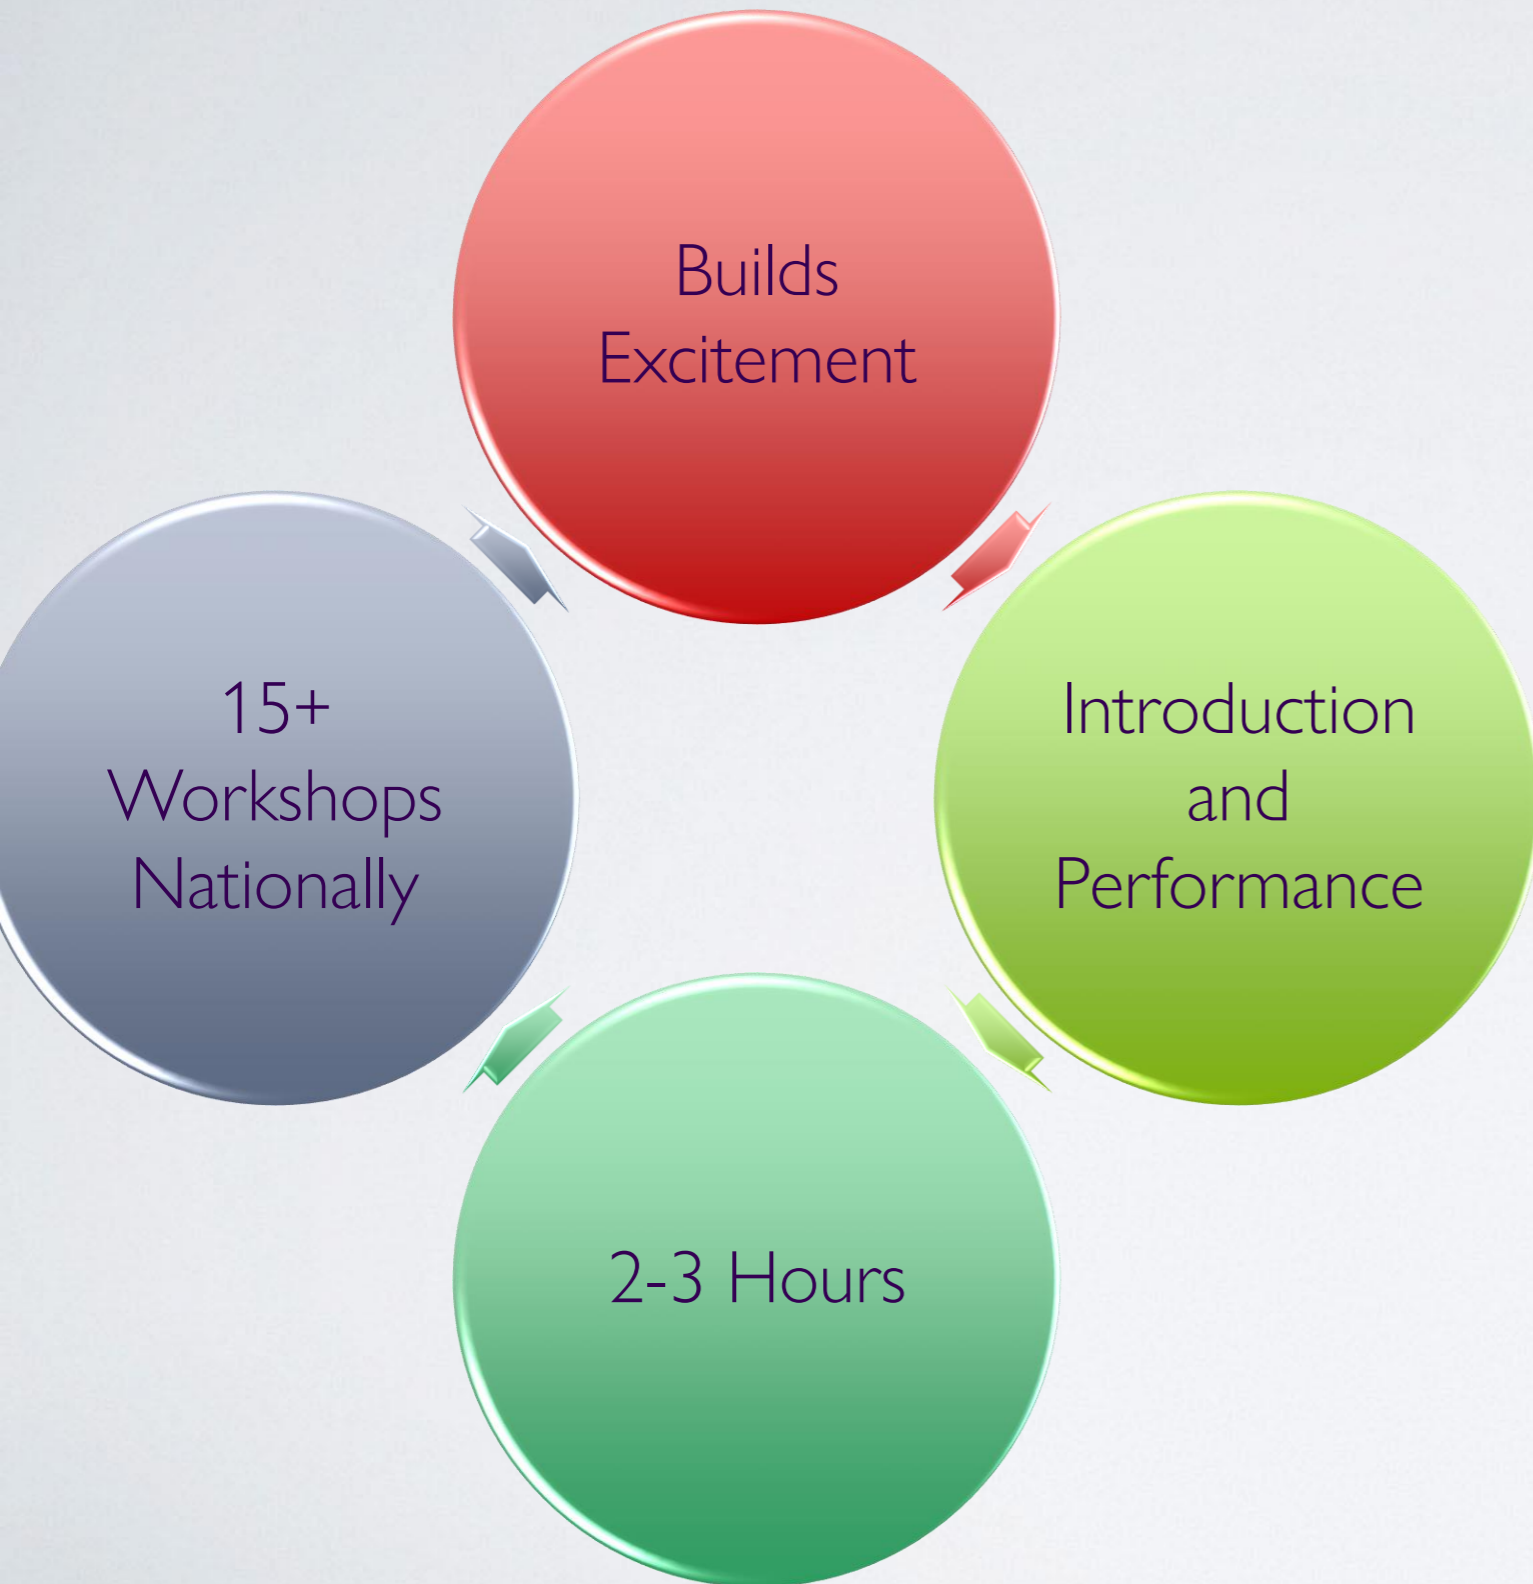 Builds
Excitement
Introduction
and
Performance
2-3 Hours
15+
Workshops
Nationally